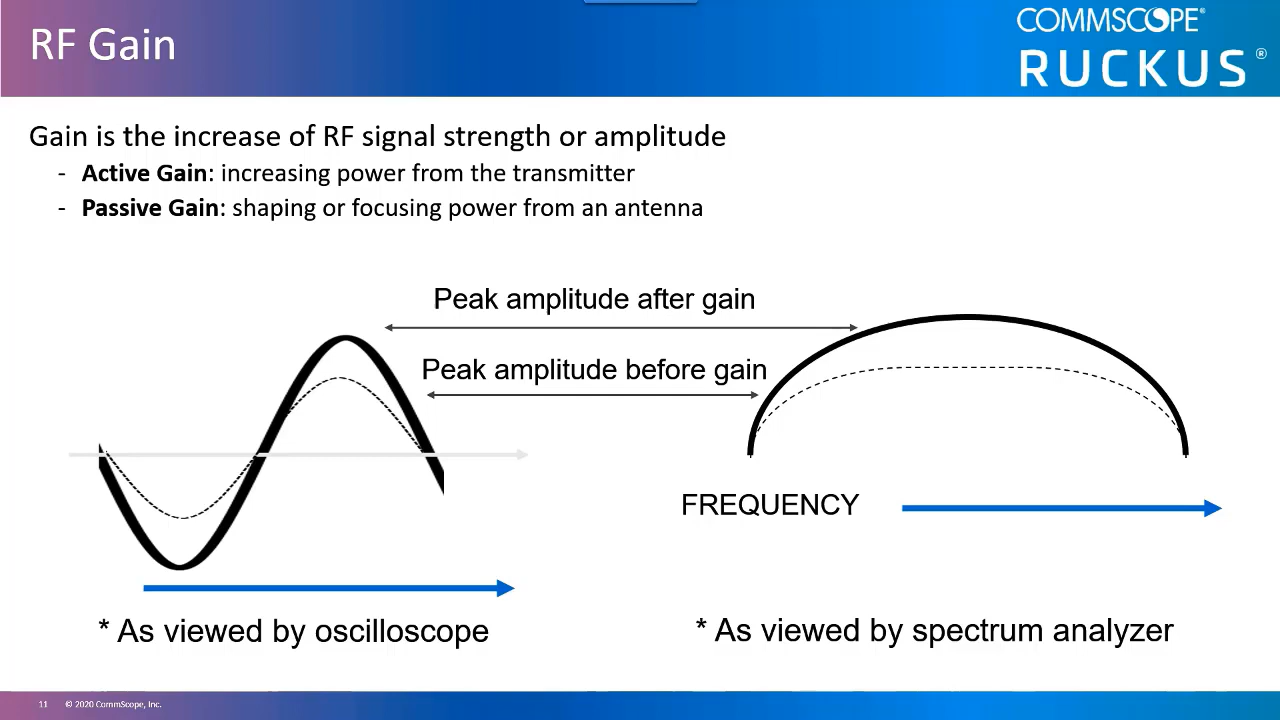 RF Gain
COMMSCOPE®
RUCKUS®
Gain is the increase of RF signal strength or amplitude
- Active Gain: increasing power from the transmitter
- Passive Gain: shaping or focusing power from an antenna
Peak amplitude after gain
Peak amplitude before gain
FREQUENCY
* As viewed by oscilloscope
* As viewed by spectrum analyzer
11 © 2020 CommScope, Inc.